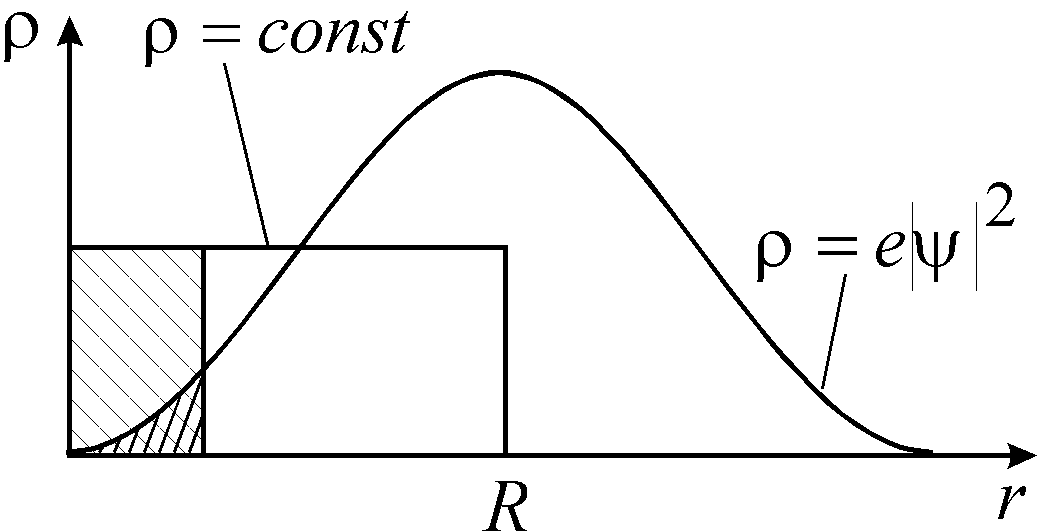 ρ
ρ = const
ρ = e|ψ|²
R
r